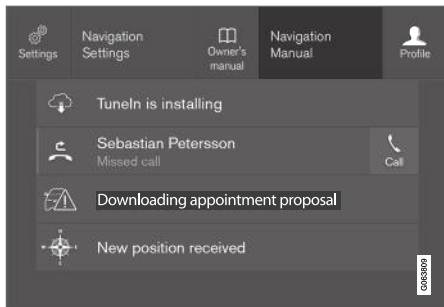 Settings
Navigation
Settings
Owner's
manual
Navigation
Manual
Profile
TuneIn is installing
Sebastian Petersson
Missed call
Call
Downloading appointment proposal
New position received
G063809